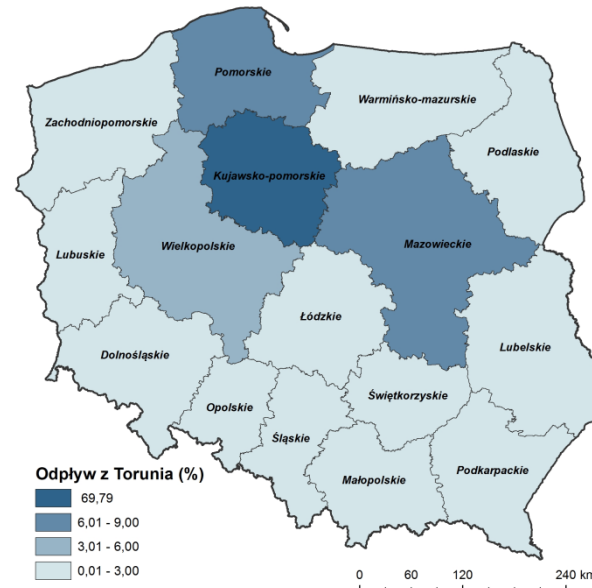 Pomorskie
Warmińsko-mazurskie
Zachodniopomorskie
Podlaskie
Kujawsko-pomorskie
Wielkopolskie
Mazowieckie
Lubuskie
Łódzkie
Lubelskie
Dolnośląskie
Świętkorzyskie
Opolskie
Śląskie
Podkarpackie
Małopolskie
Odpływ z Torunia (%)
69,79
6,01 - 9,00
3,01 - 6,00
0,01 - 3,00
0 60 120 240 km